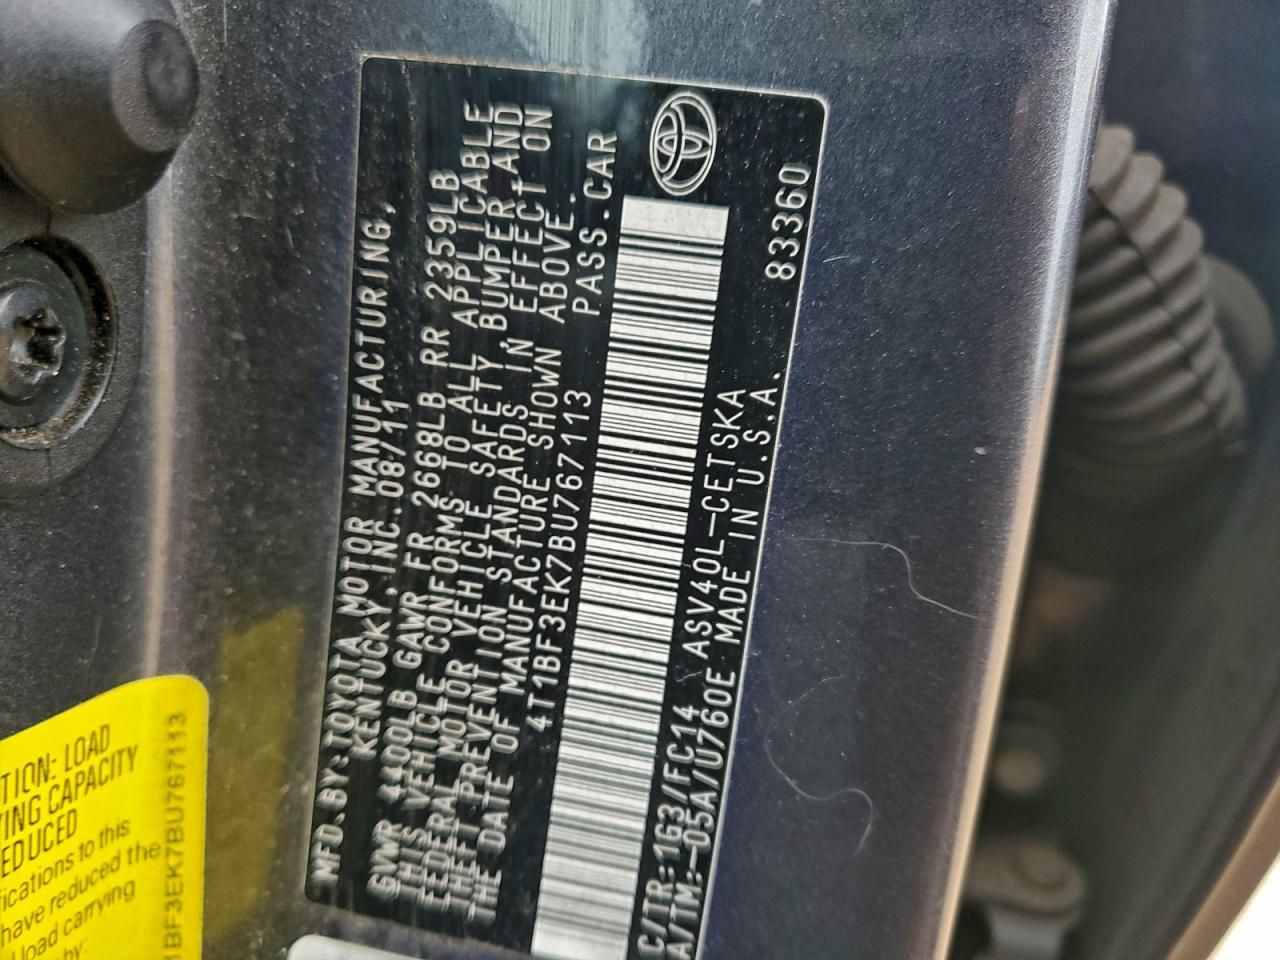 MFD.BY:TOYOTA MOTOR MANUFACTURING,
KENTUCKY,INC.08/11
GVWR 4400LB GAWR FR 2668LB RR 2359LB
THIS VEHICLE CONFORMS TO ALL APPLICABLE
FEDERAL MOTOR VEHICLE SAFETY,BUMPER,AND
THEFT PREVENTION STANDARDS IN EFFECT ON
THE DATE OF MANUFACTURE SHOWN ABOVE.
4T1BF3EK7BU767113 PASS.CAR
C/TR:1G3/FC14 ASV40L-CETSKA
A/TM:-05A/U760E MADE IN U.S.A.
83360
TION: LOAD
ING CAPACITY
EDUCED
fications to this
have reduced the
load carrying
by:
1BF3EK7BU767113